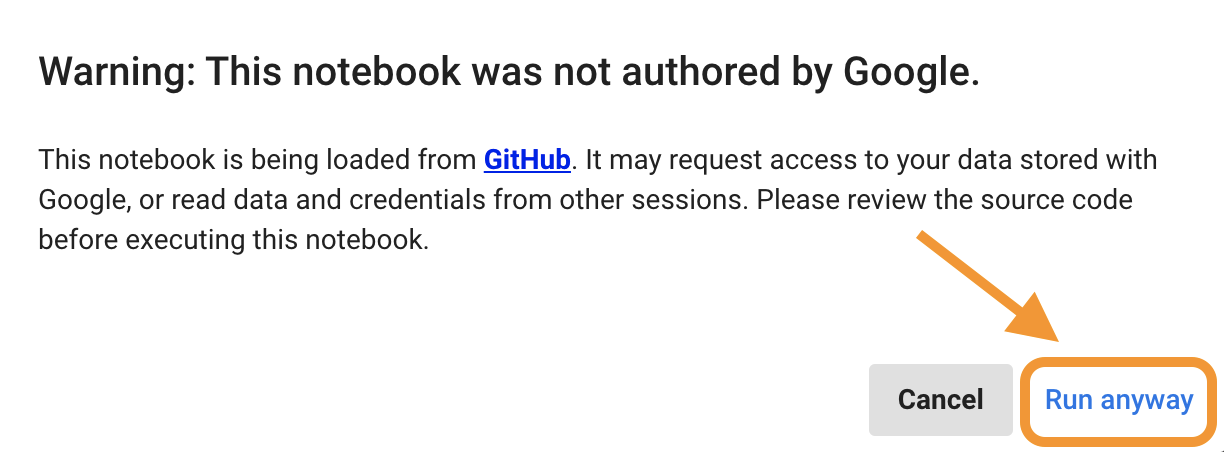 Warning: This notebook was not authored by Google.
This notebook is being loaded from GitHub. It may request access to your data stored with
Google, or read data and credentials from other sessions. Please review the source code
before executing this notebook.
Cancel
Run anyway